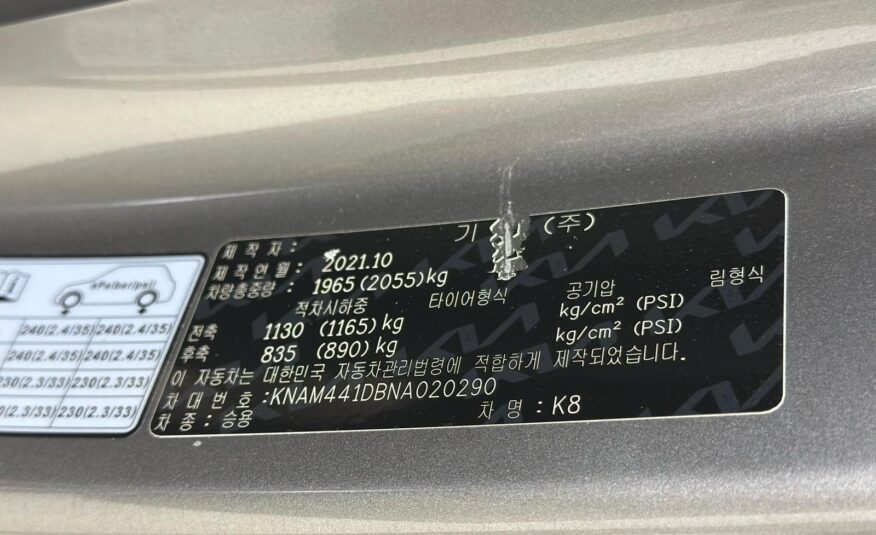 kPa(bar/psi)
240(2.4/35) 240(2.4/35)
240(2.4/35) 240(2.4/35)
230(2.3/33) 230(2.3/33)
230(2.3/33) 230(2.3/33)
제 작 자 : 기 (주)
제 작 연 월 : 2021.10
차량총중량 : 1965 (2055)kg
적차시하중 타이어형식 공기압 림형식
전축 1130 (1165)kg kg/cm² (PSI)
후축 835 (890)kg kg/cm² (PSI)
이 자동차는 대한민국 자동차관리법령에 적합하게 제작되었습니다.
차 대 번 호 :KNAM441DBNA020290
차 종 : 승용 차 명 : K8